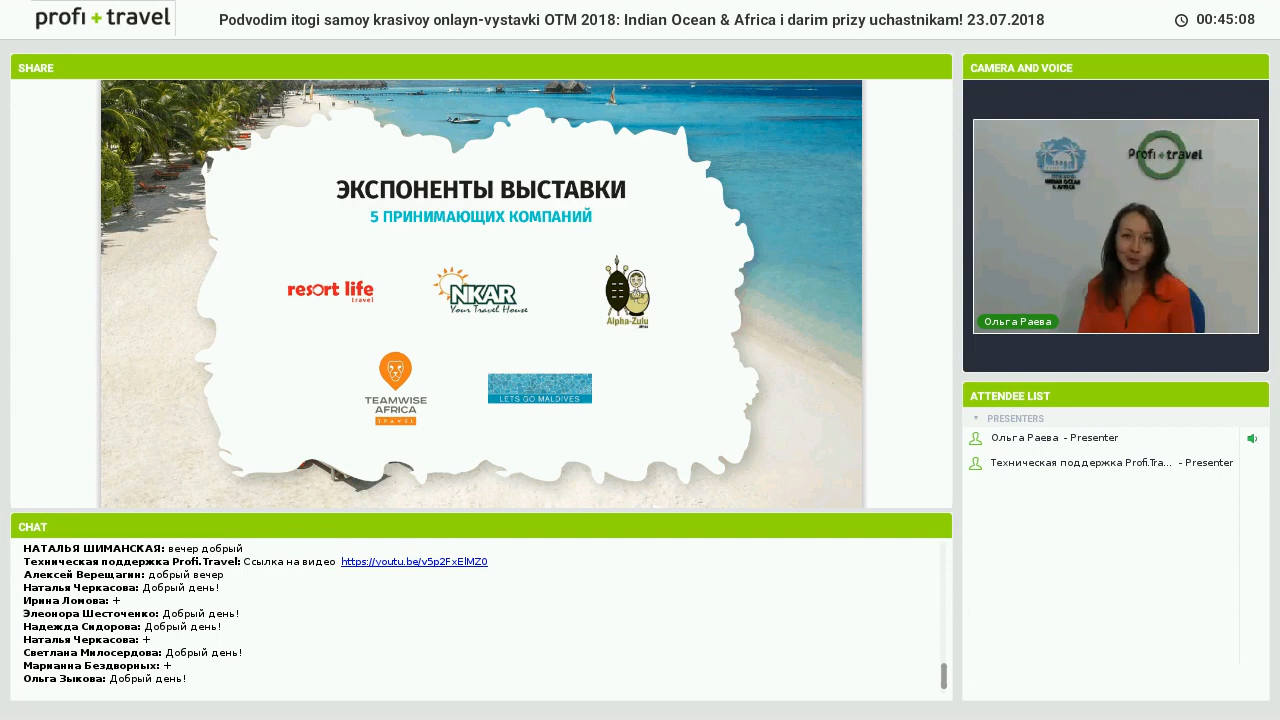 profi + travel
Podvodim itogi samoy krasivoy onlayn-vystavki OTM 2018: Indian Ocean & Africa i darim prizy uchastnikam! 23.07.2018
00:45:08
SHARE
ЭКСПОНЕНТЫ ВЫСТАВКИ
5 ПРИНИМАЮЩИХ КОМПАНИЙ
resort life
travel
NKAR
Your Travel House
Alpha-Zulu
Africa
TEAMWISE
AFRICA
TRAVEL
LETS GO MALDIVES
CHAT
НАТАЛЬЯ ШИМАНСКАЯ: вечер добрый
Техническая поддержка Profi.Travel: Ссылка на видео https://youtu.be/v5p2FxElMZ0
Алексей Верещагин: добрый вечер
Наталья Черкасова: Добрый день!
Ирина Ломова: +
Элеонора Шесточенко: Добрый день!
Надежда Сидорова: Добрый день!
Наталья Черкасова: +
Светлана Милосердова: Добрый день!
Марианна Бездворных: +
Ольга Зыкова: Добрый день!
CAMERA AND VOICE
INDIAN OCEAN
& AFRICA
Profi + travel
Ольга Раева
ATTENDEE LIST
PRESENTERS
Ольга Раева - Presenter
Техническая поддержка Profi.Tra... - Presenter